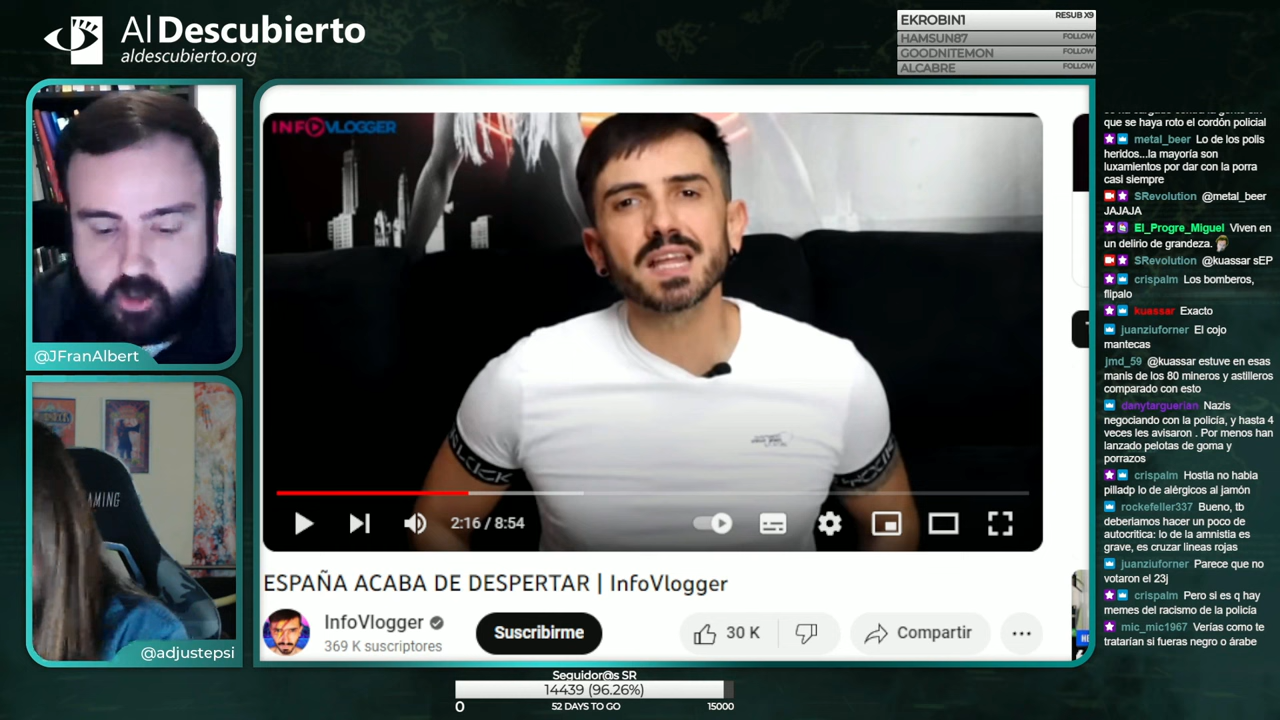 Al Descubierto
aldescubierto.org
EKROBIN1 RESUB X9
HAMSUN87 FOLLOW
GOODNITEMON FOLLOW
ALCABRE FOLLOW
@JFranAlbert
GAMING
@adjustepsi
INFOVLOGGER
2:16 / 8:54
ESPAÑA ACABA DE DESPERTAR | InfoVlogger
InfoVlogger
369 K suscriptores
Suscribirme
30 K
Compartir
Seguidor@s SR
14439 (96.26%)
0 52 DAYS TO GO 15000
que se haya roto el cordón policial
metal_beer Lo de los polis
heridos...la mayoría son
luxamientos por dar con la porra
casi siempre
SRevolution @metal_beer
JAJAJA
El_Progre_Miguel Viven en
un delirio de grandeza.
SRevolution @kuassar sEP
crispalm Los bomberos,
flipalo
kuassar Exacto
juanziuforner El cojo
mantecas
jmd_59 @kuassar estuve en esas
manis de los 80 mineros y astilleros
comparado con esto
danytarguerian Nazis
negociando con la policía, y hasta 4
veces les avisaron . Por menos han
lanzado pelotas de goma y
porrazos
crispalm Hostia no habia
pilladp lo de alérgicos al jamón
rockefeller337 Bueno, tb
deberiamos hacer un poco de
autocritica: lo de la amnistia es
grave, es cruzar lineas rojas
juanziuforner Parece que no
votaron el 23j
crispalm Pero si es q hay
memes del racismo de la policía
mic_mic1967 Verías como te
tratarían si fueras negro o árabe